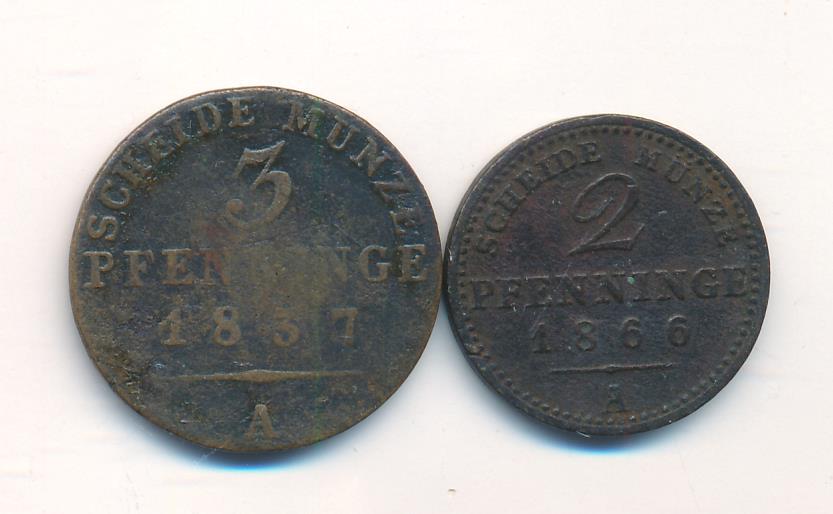 SCHEIDE MÜNZE
3
PFENNINGE
1837
A
SCHEIDE MÜNZE
2
PFENNINGE
1866
A